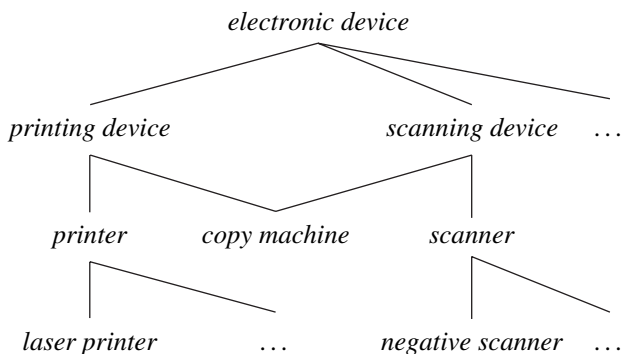 electronic device
printing device scanning device ...
printer copy machine scanner
laser printer ... negative scanner ...